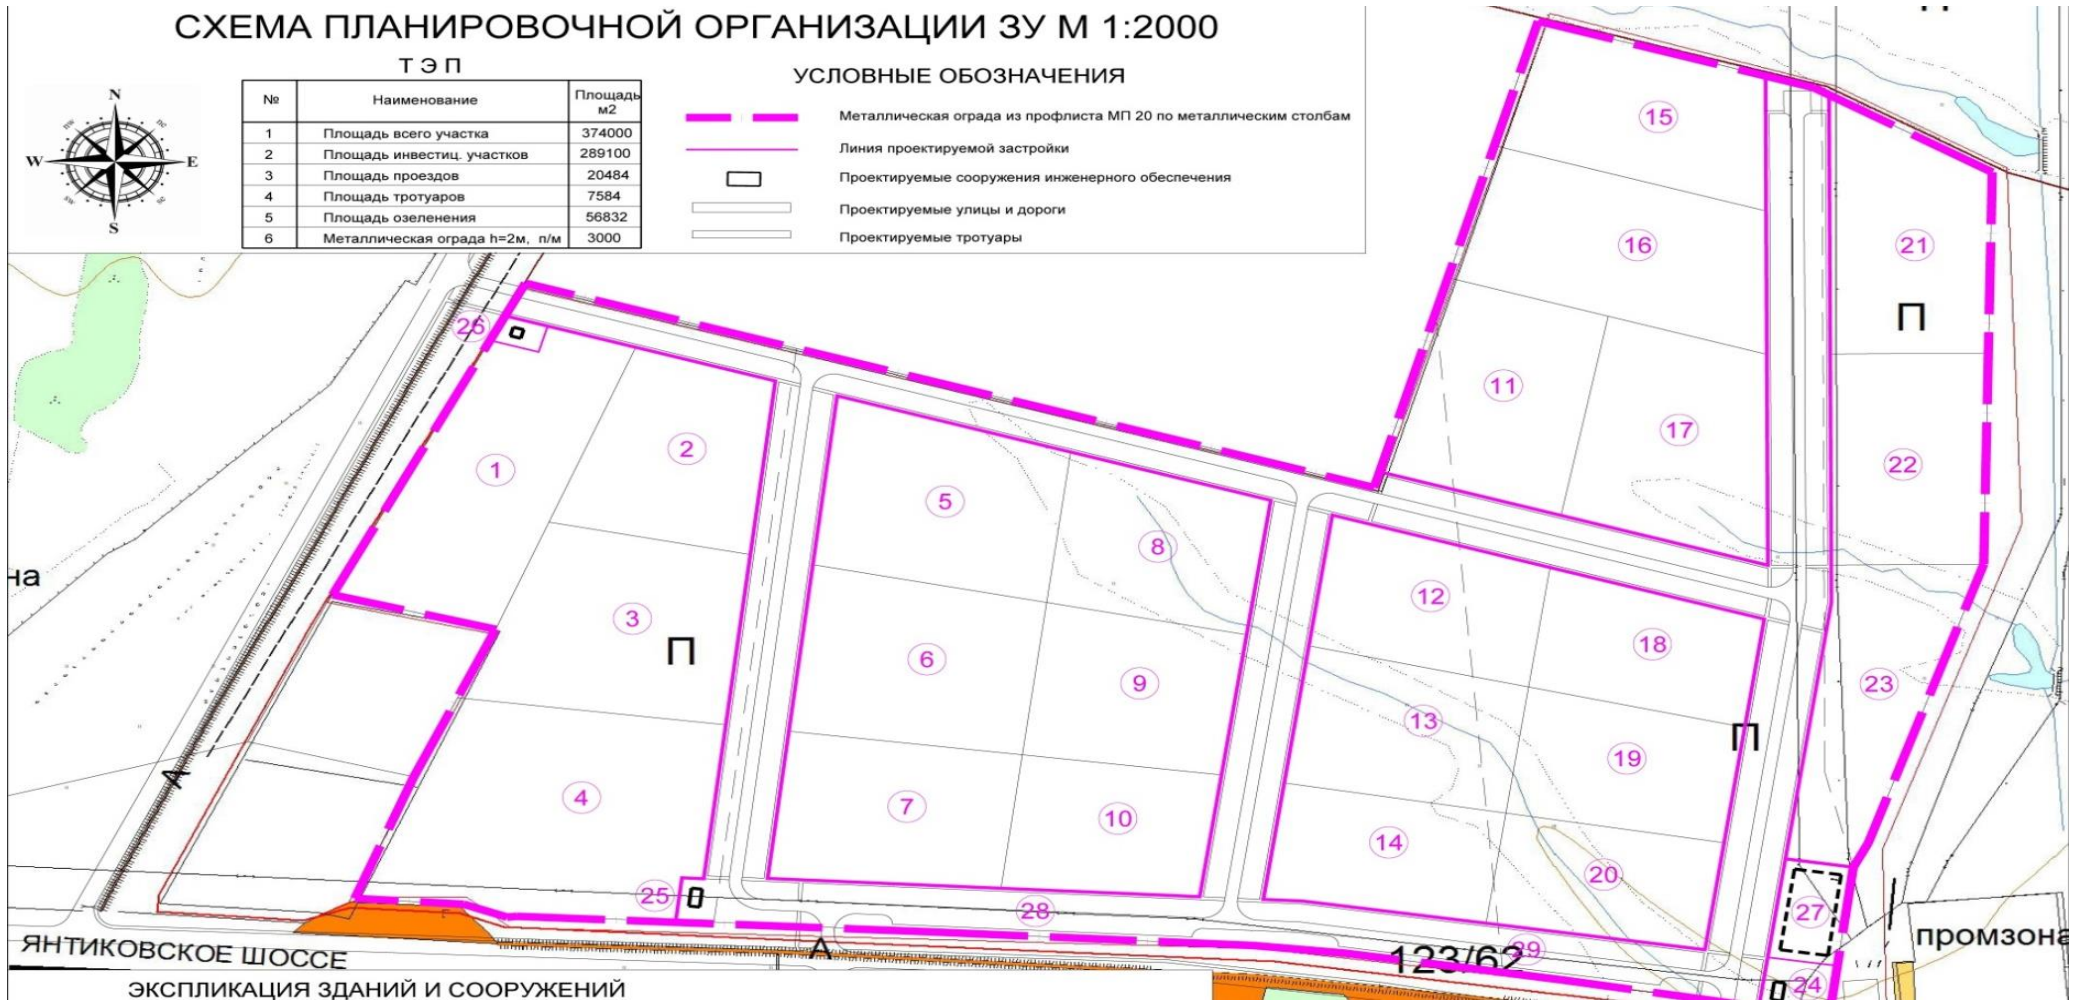 СХЕМА ПЛАНИРОВОЧНОЙ ОРГАНИЗАЦИИ ЗУ М 1:2000
ТЭП
№ Наименование Площадь м2
1 Площадь всего участка 374000
2 Площадь инвестиц. участков 289100
3 Площадь проездов 20484
4 Площадь тротуаров 7584
5 Площадь озеленения 56832
6 Металлическая ограда h=2м, п/м 3000
N
W
E
S
УСЛОВНЫЕ ОБОЗНАЧЕНИЯ
Металлическая ограда из профлиста МП 20 по металлическим столбам
Линия проектируемой застройки
Проектируемые сооружения инженерного обеспечения
Проектируемые улицы и дороги
Проектируемые тротуары
15
16
21
П
26
11
17
22
1
2
5
8
12
3
П
6
9
18
23
13
П
19
4
7
10
14
20
А
25
28
27
29
А
123/62
24
на
промзона
ЯНТИКОВСКОЕ ШОССЕ
ЭКСПЛИКАЦИЯ ЗДАНИЙ И СООРУЖЕНИЙ